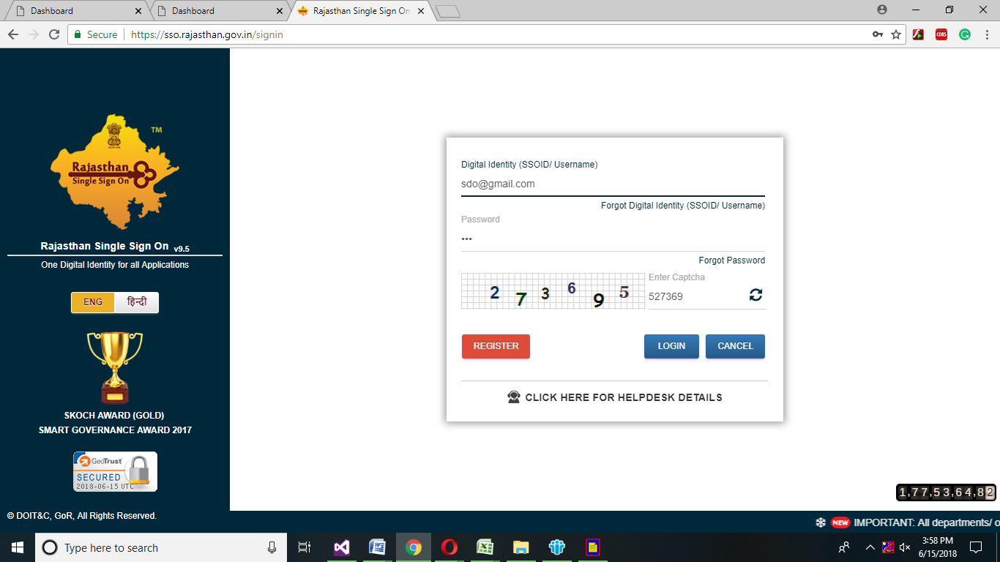 Dashboard
Dashboard
Rajasthan Single Sign On
Secure
https://sso.rajasthan.gov.in/signin
CORS
TM
Rajasthan
Single Sign On
Rajasthan Single Sign On v9.5
One Digital Identity for all Applications
ENG
हिन्दी
SKOCH AWARD (GOLD)
SMART GOVERNANCE AWARD 2017
GeoTrust
SECURED
2018-06-15 UTC
© DOIT&C, GoR, All Rights Reserved.
Digital Identity (SSOID/ Username)
sdo@gmail.com
Forgot Digital Identity (SSOID/ Username)
Password
•••
Forgot Password
2 7 3 6 9 5
Enter Captcha
527369
REGISTER
LOGIN
CANCEL
CLICK HERE FOR HELPDESK DETAILS
1,77,53,64,82
NEW IMPORTANT: All departments/ o
Type here to search
3:58 PM
6/15/2018